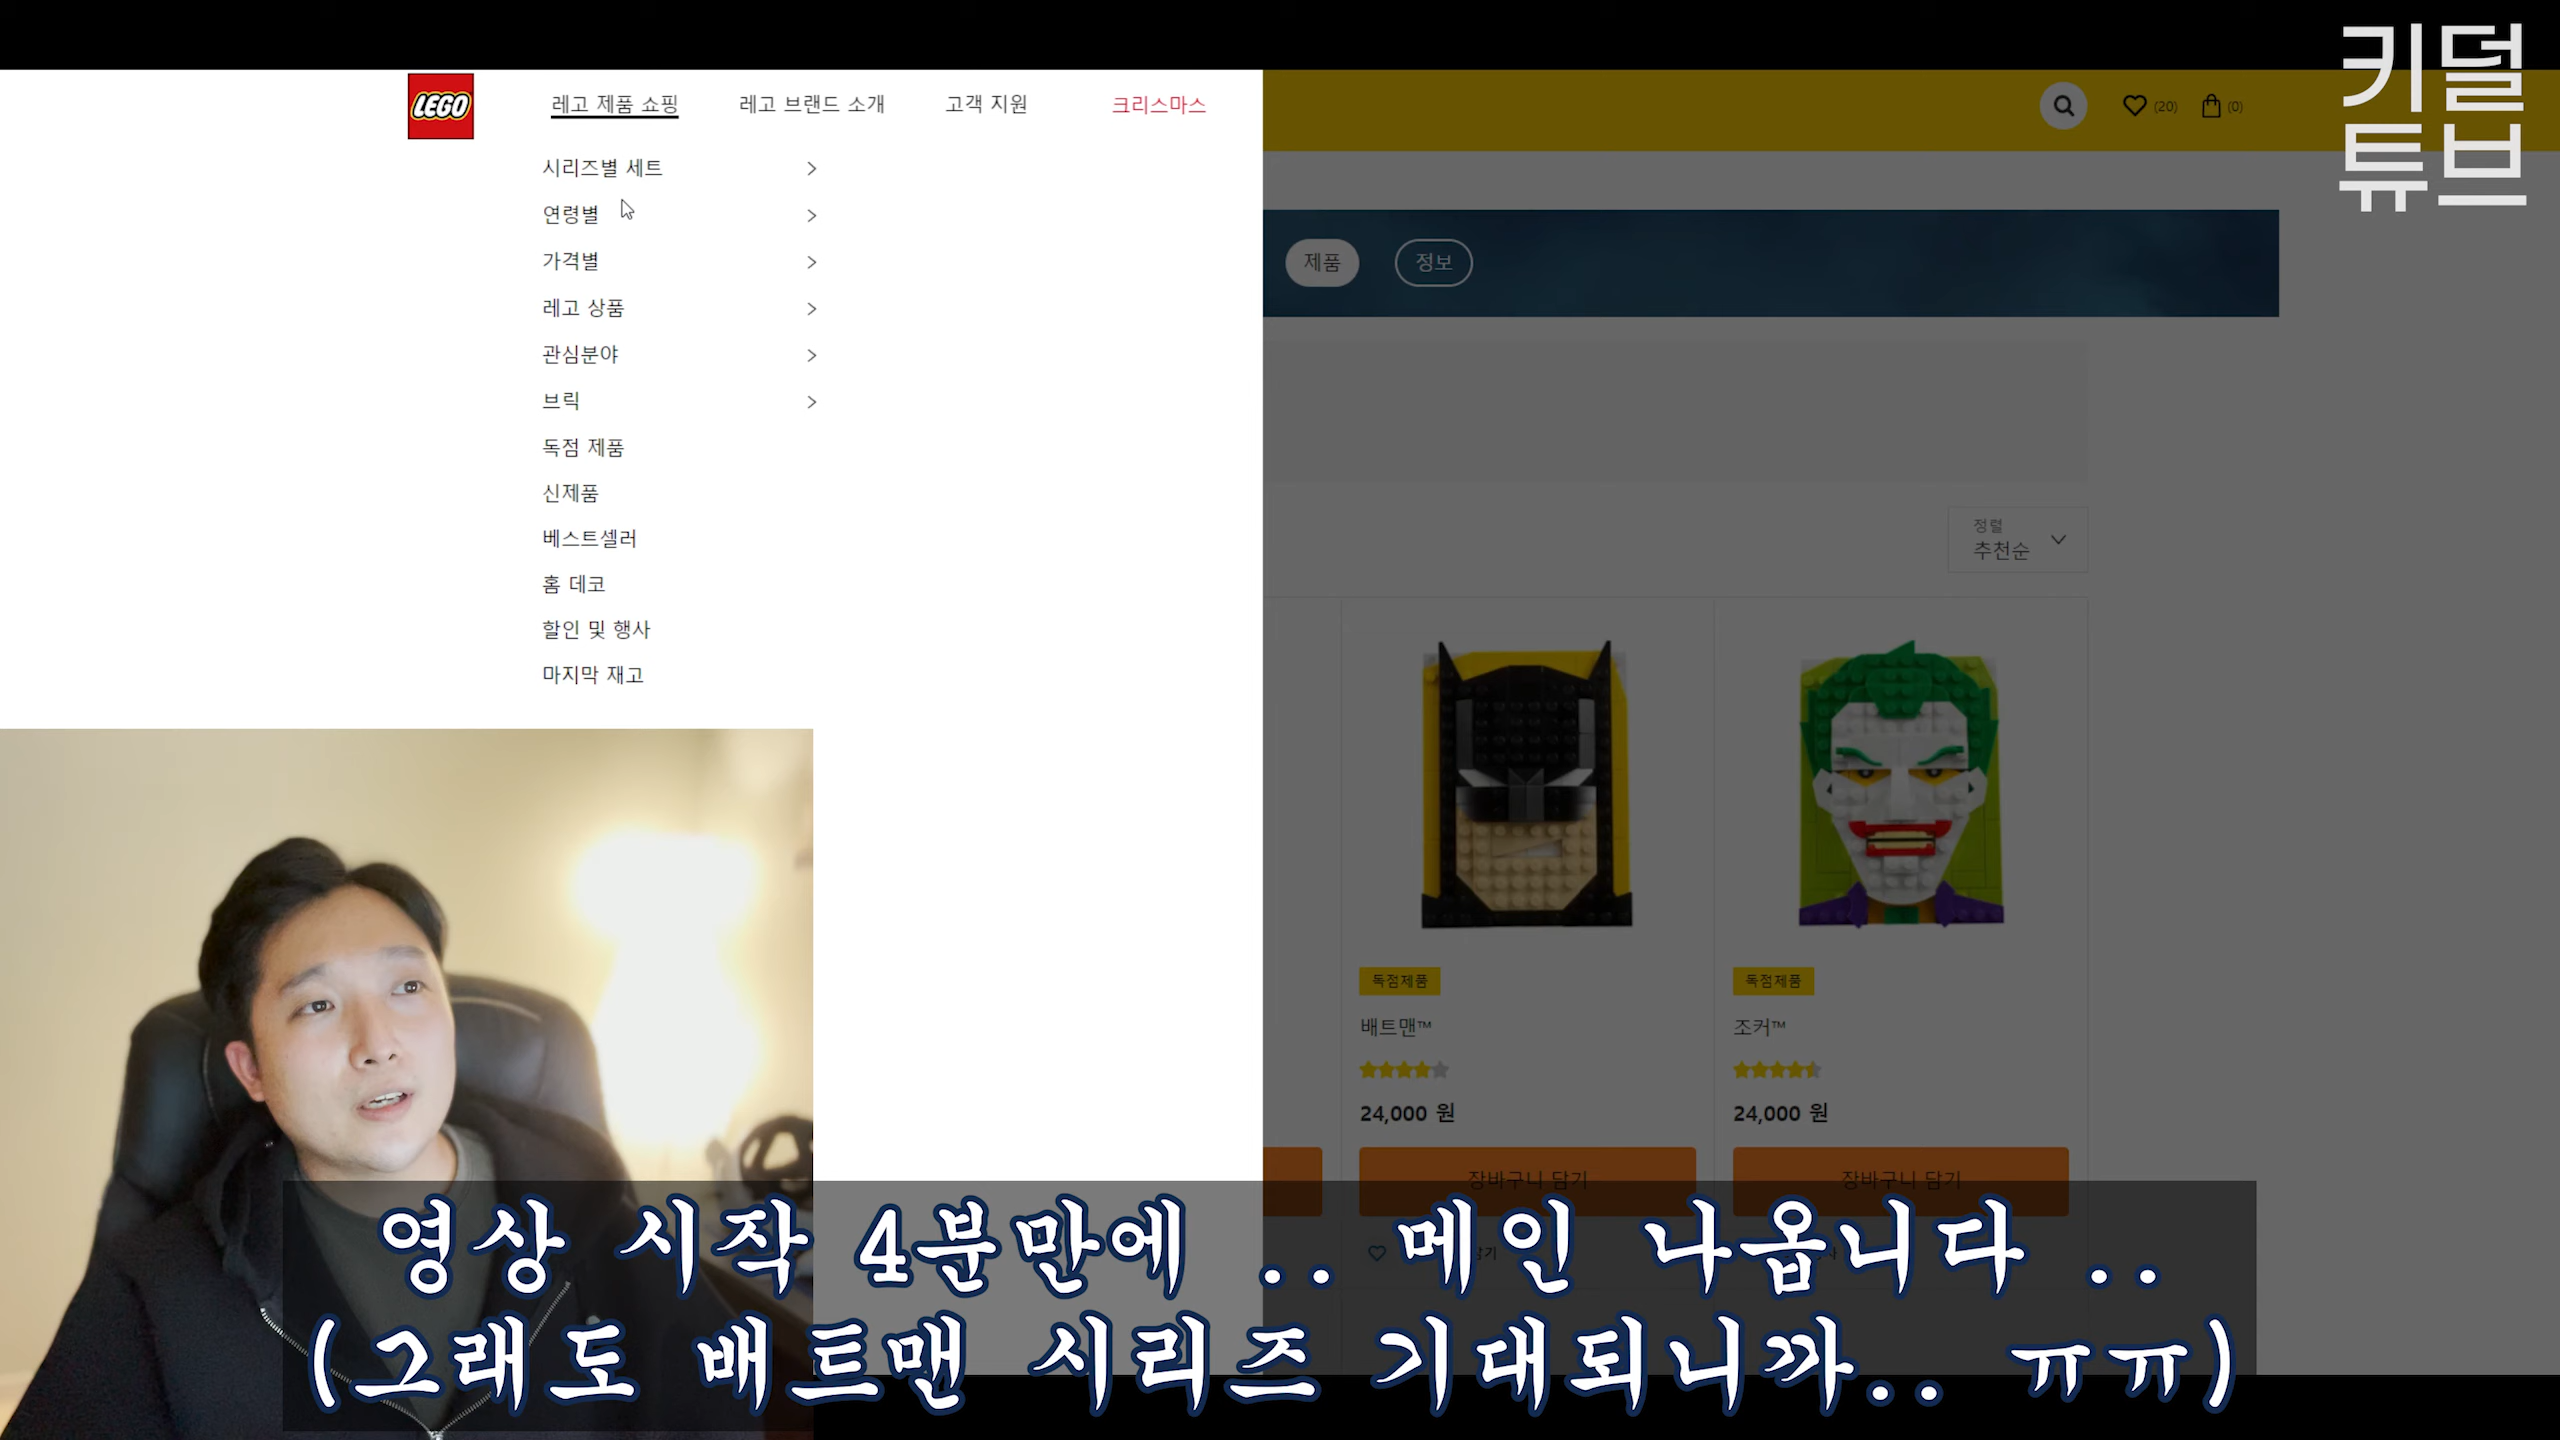 키덜
튜브
LEGO
레고 제품 쇼핑
레고 브랜드 소개
고객 지원
크리스마스
(20)
(0)
시리즈별 세트
연령별
가격별
레고 상품
관심분야
브릭
독점 제품
신제품
베스트셀러
홈 데코
할인 및 행사
마지막 재고
제품
정보
정렬
추천순
독점제품
배트맨™
24,000 원
장바구니 담기
독점제품
조커™
24,000 원
장바구니 담기
영상 시작 4분만에 .. 메인 나옵니다 ..
(그래도 배트맨 시리즈 기대되니까.. ㅠㅠ)